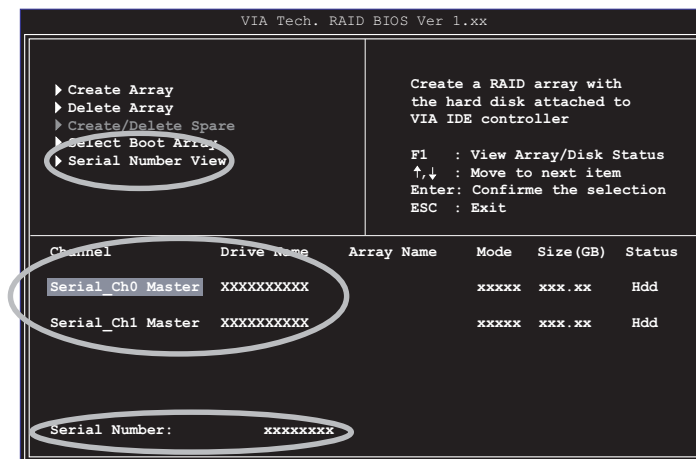 VIA Tech. RAID BIOS Ver 1.xx
Create Array
Delete Array
Create/Delete Spare
Select Boot Array
Serial Number View
Create a RAID array with
the hard disk attached to
VIA IDE controller
F1 : View Array/Disk Status
↑,↓ : Move to next item
Enter: Confirme the selection
ESC : Exit
Channel Drive Name Array Name Mode Size(GB) Status
Serial_Ch0 Master XXXXXXXXXX xxxxx xxx.xx Hdd
Serial_Ch1 Master XXXXXXXXXX xxxxx xxx.xx Hdd
Serial Number: xxxxxxxx